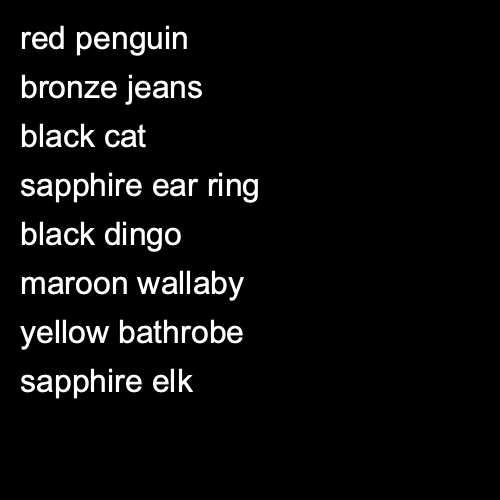 red penguin
bronze jeans
black cat
sapphire ear ring
black dingo
maroon wallaby
yellow bathrobe
sapphire elk